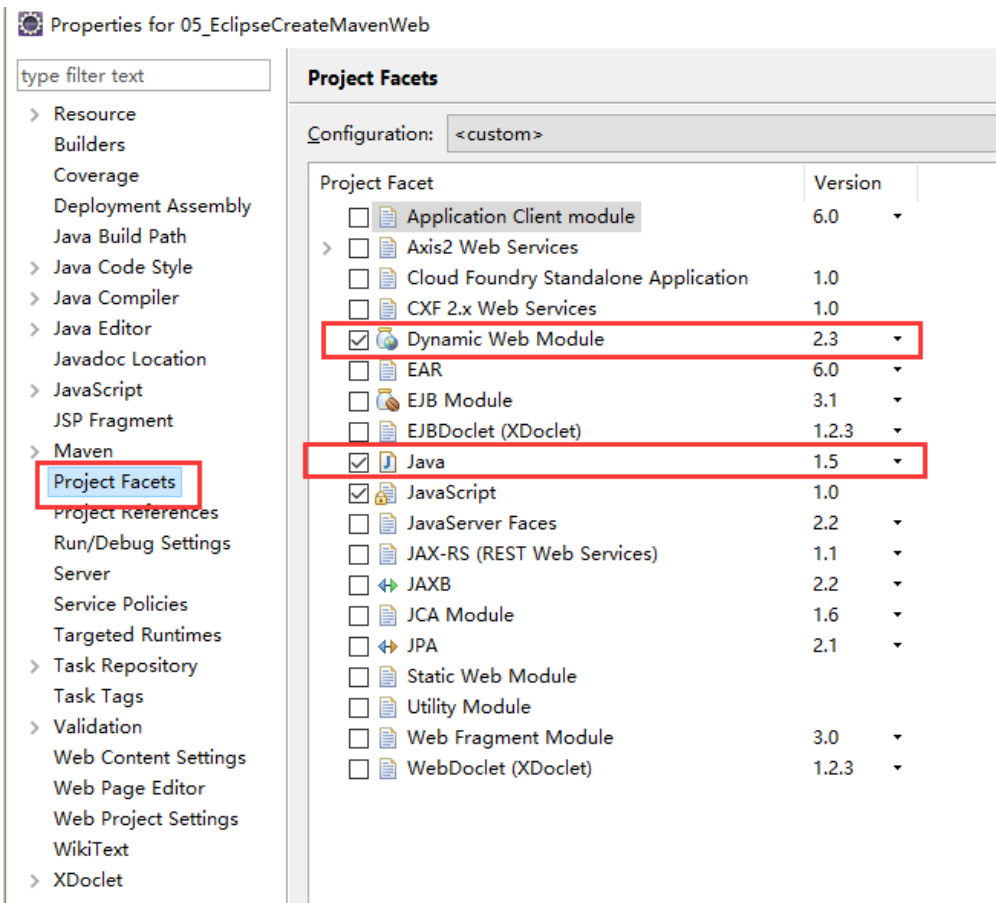 Properties for 05_EclipseCreateMavenWeb
type filter text
Resource
Builders
Coverage
Deployment Assembly
Java Build Path
Java Code Style
Java Compiler
Java Editor
Javadoc Location
JavaScript
JSP Fragment
Maven
Project Facets
Project References
Run/Debug Settings
Server
Service Policies
Targeted Runtimes
Task Repository
Task Tags
Validation
Web Content Settings
Web Page Editor
Web Project Settings
WikiText
XDoclet
Project Facets
Configuration: <custom>
Project Facet Version
Application Client module 6.0
Axis2 Web Services
Cloud Foundry Standalone Application 1.0
CXF 2.x Web Services 1.0
Dynamic Web Module 2.3
EAR 6.0
EJB Module 3.1
EJBDoclet (XDoclet) 1.2.3
Java 1.5
JavaScript 1.0
JavaServer Faces 2.2
JAX-RS (REST Web Services) 1.1
JAXB 2.2
JCA Module 1.6
JPA 2.1
Static Web Module
Utility Module
Web Fragment Module 3.0
WebDoclet (XDoclet) 1.2.3